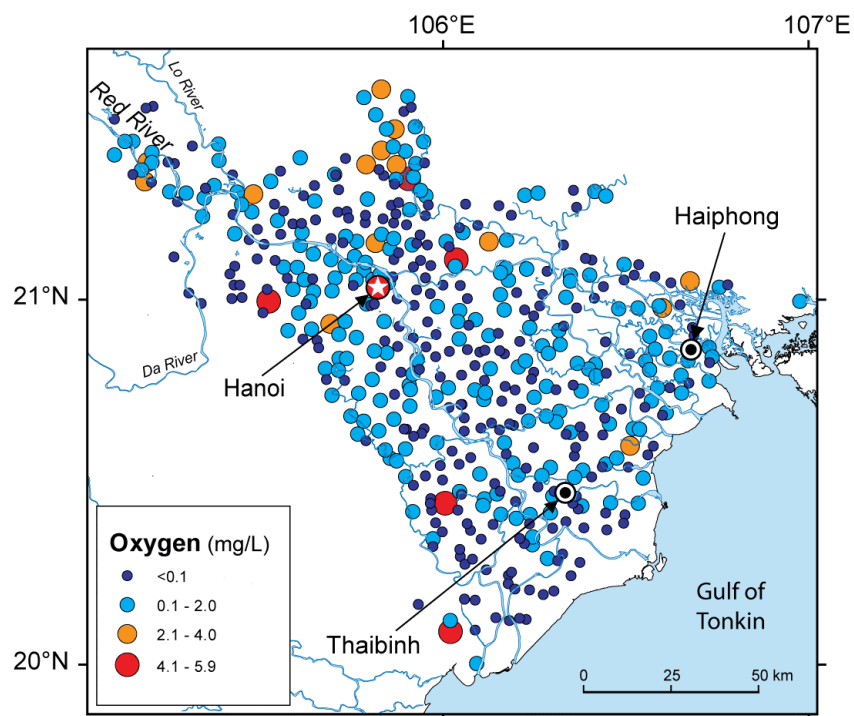 106°E
107°E
Lo River
Red River
Haiphong
21°N
Da River
Hanoi
Oxygen (mg/L)
<0.1
0.1 - 2.0
2.1 - 4.0
4.1 - 5.9
Gulf of
Tonkin
Thaibinh
20°N
0 25 50 km